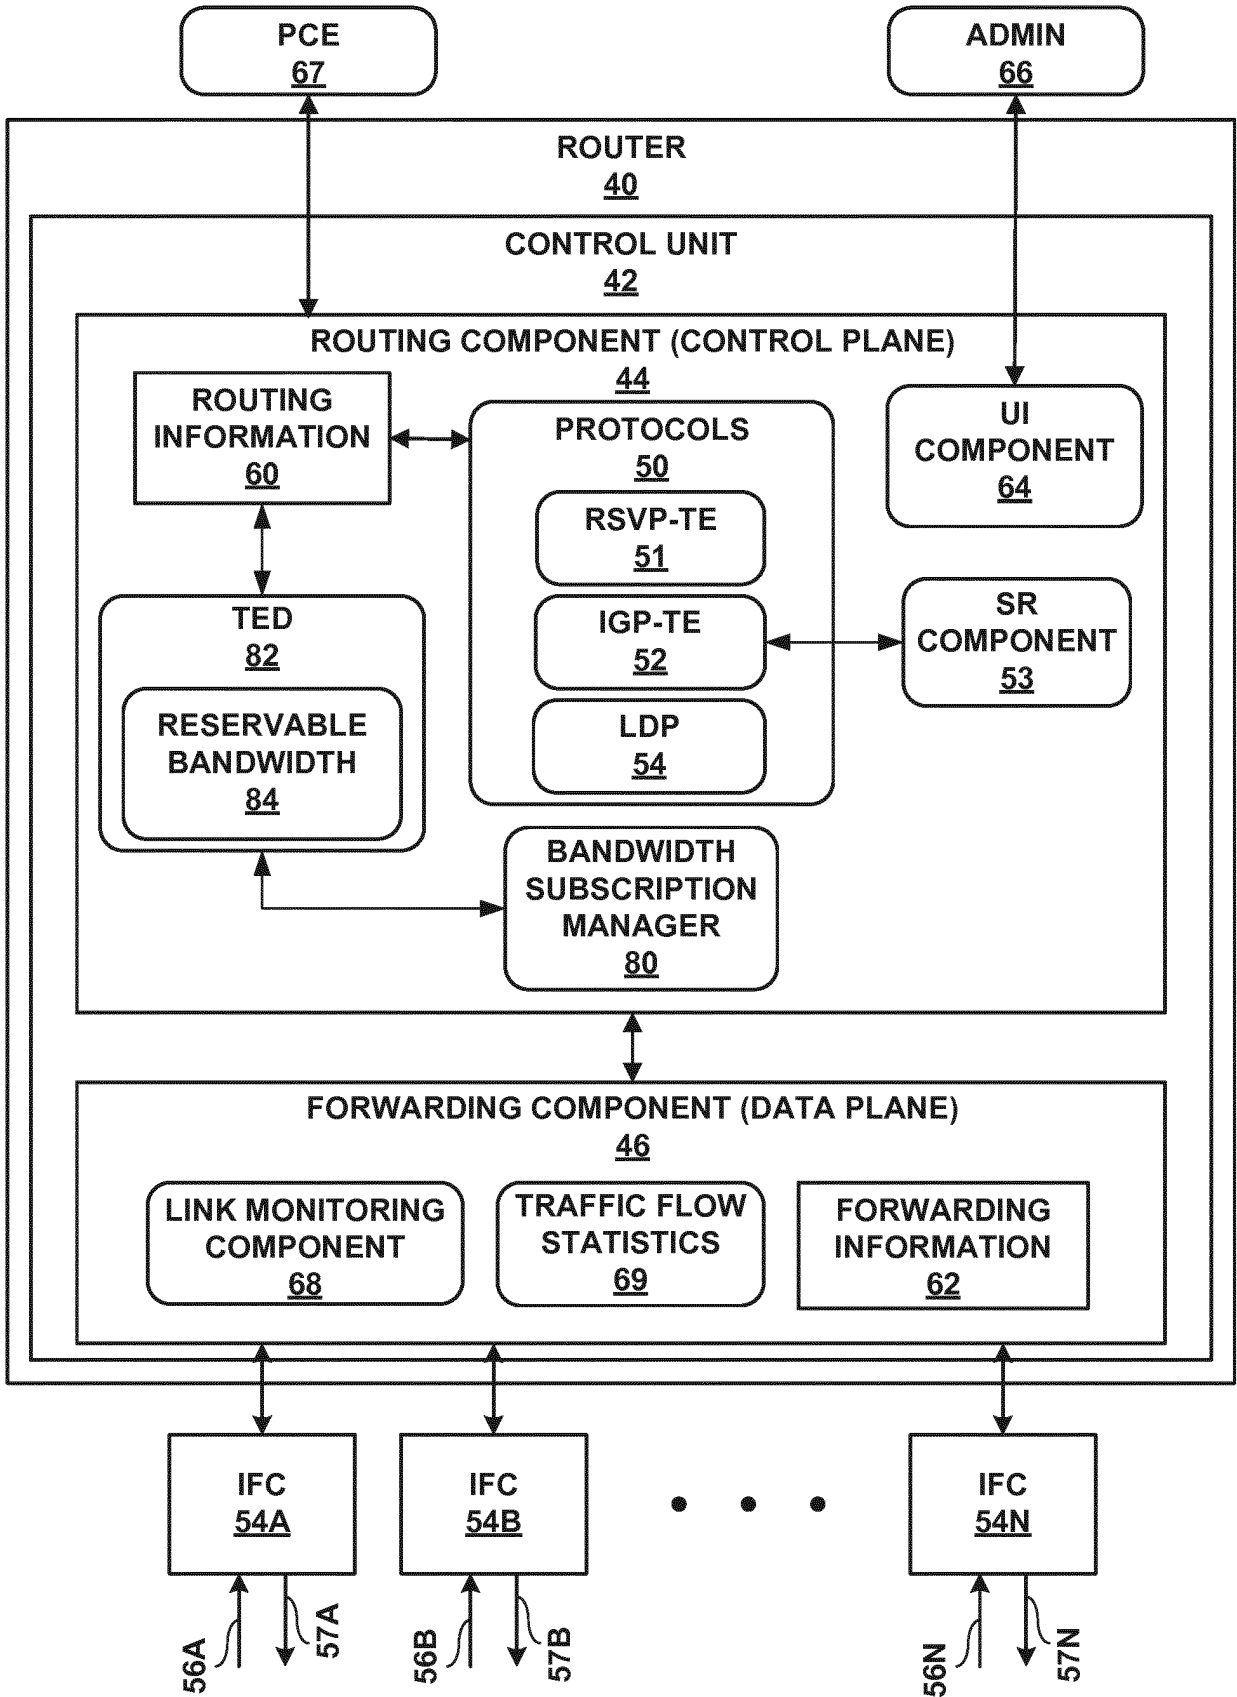 PCE
67
ADMIN
66
ROUTER
40
CONTROL UNIT
42
ROUTING COMPONENT (CONTROL PLANE)
44
ROUTING
INFORMATION
60
PROTOCOLS
50
RSVP-TE
51
IGP-TE
52
LDP
54
UI
COMPONENT
64
SR
COMPONENT
53
TED
82
RESERVABLE
BANDWIDTH
84
BANDWIDTH
SUBSCRIPTION
MANAGER
80
FORWARDING COMPONENT (DATA PLANE)
46
LINK MONITORING
COMPONENT
68
TRAFFIC FLOW
STATISTICS
69
FORWARDING
INFORMATION
62
IFC
54A
IFC
54B
IFC
54N
56A
57A
56B
57B
56N
57N